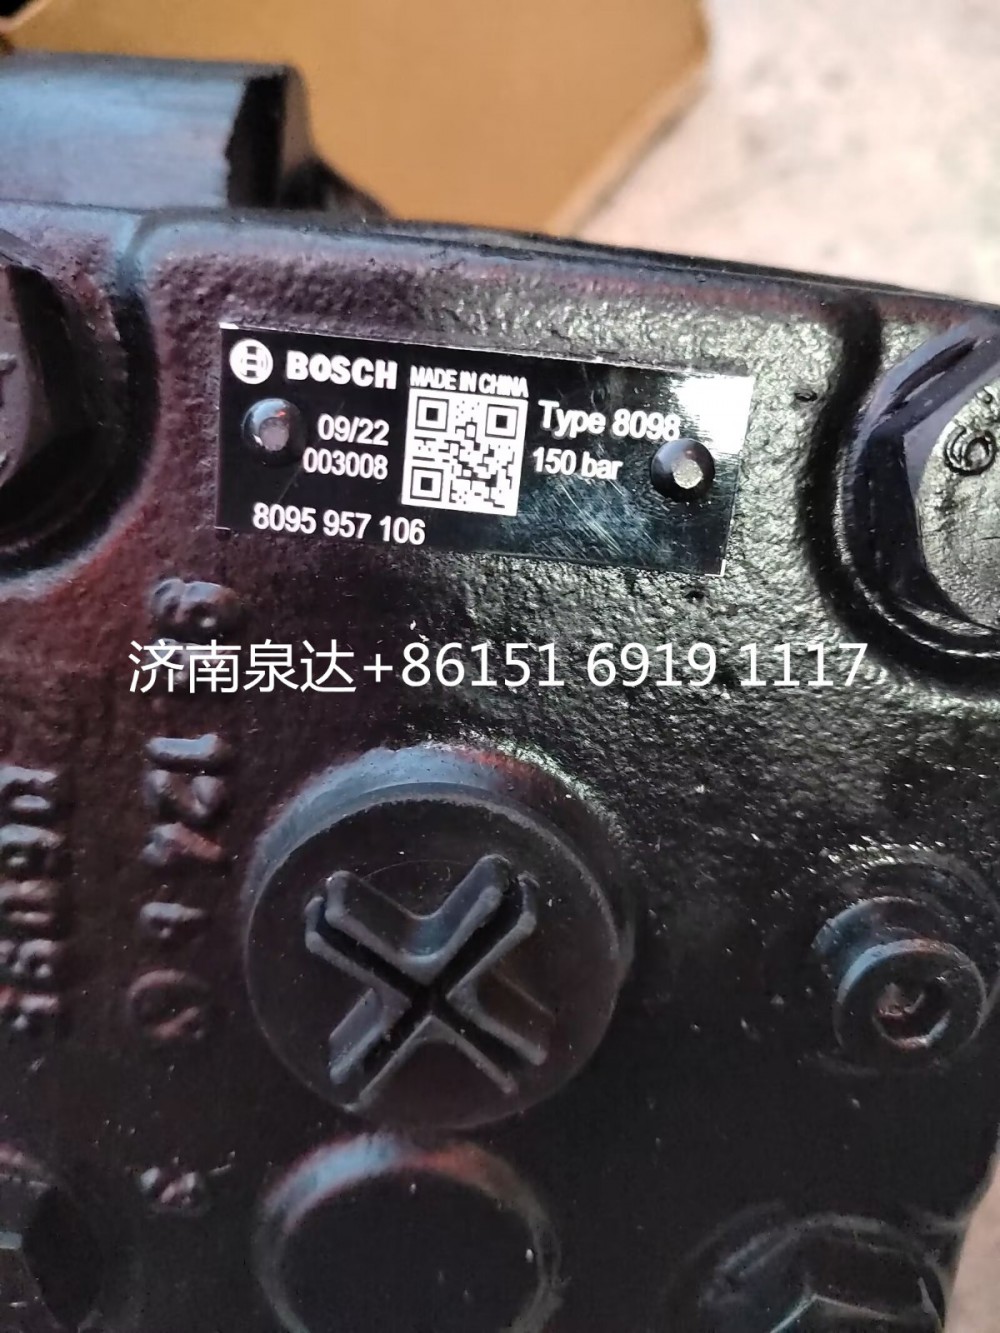 BOSCH
MADE IN CHINA
09/22
003008
Type 8098
150 bar
8095 957 106
济南泉达+86151 6919 1117